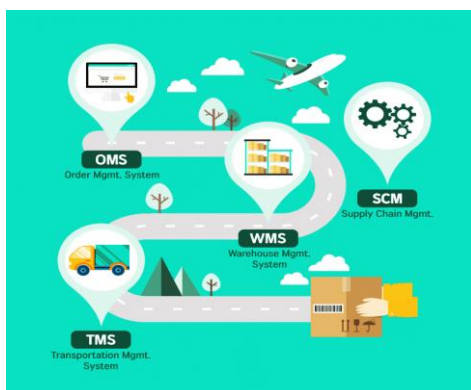 OMS
Order Mgmt. System
SCM
Supply Chain Mgmt.
WMS
Warehouse Mgmt.
System
TMS
Transportation Mgmt.
System